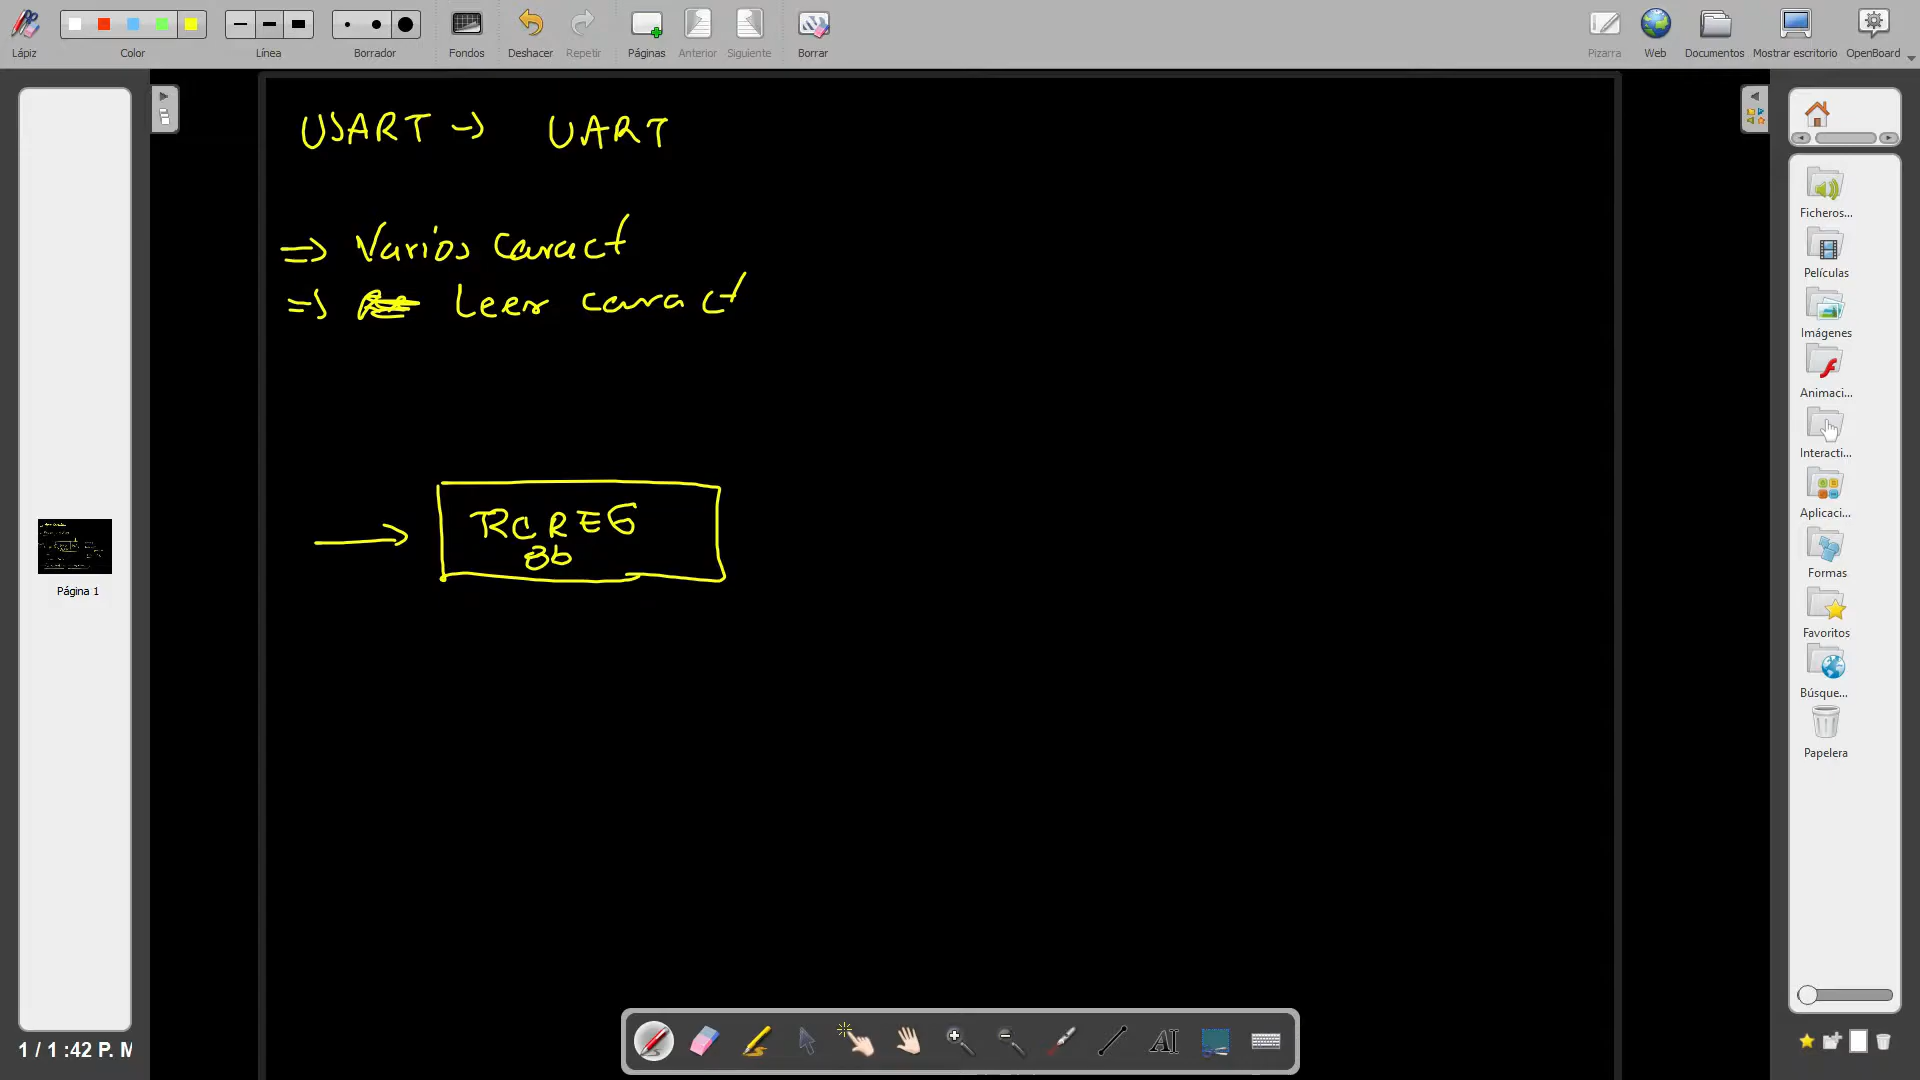 Lápiz
Color
Línea
Borrador
Fondos
Deshacer
Repetir
Páginas
Anterior
Siguiente
Borrar
Pizarra
Web
Documentos
Mostrar escritorio
OpenBoard
USART → UART
⇒ Varios caract
⇒ leer caract
→ RCREG
8b
Página 1
1 / 1
:42 P. M
Ficheros...
Películas
Imágenes
Animaci...
Interacti...
Aplicaci...
Formas
Favoritos
Búsque...
Papelera
AI